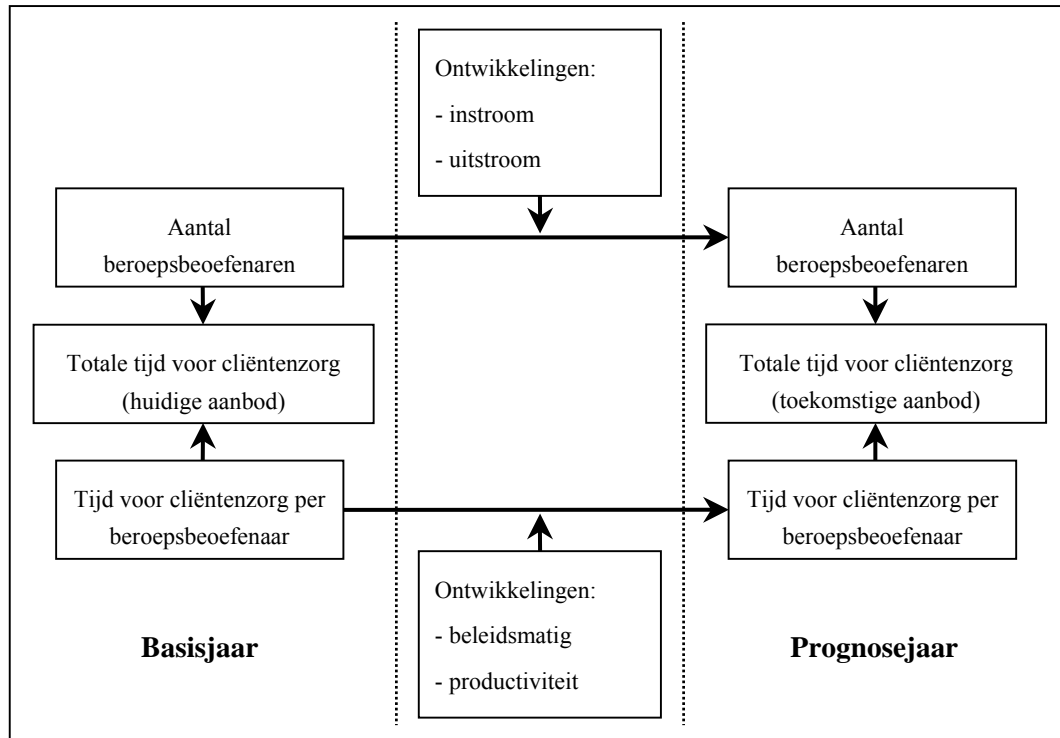 Ontwikkelingen:
- instroom
- uitstroom
Aantal
beroepsbeoefenaren
Aantal
beroepsbeoefenaren
Totale tijd voor cliëntenzorg
(huidige aanbod)
Totale tijd voor cliëntenzorg
(toekomstige aanbod)
Tijd voor cliëntenzorg per
beroepsbeoefenaar
Tijd voor cliëntenzorg per
beroepsbeoefenaar
Ontwikkelingen:
- beleidsmatig
- productiviteit
Basisjaar
Prognosejaar